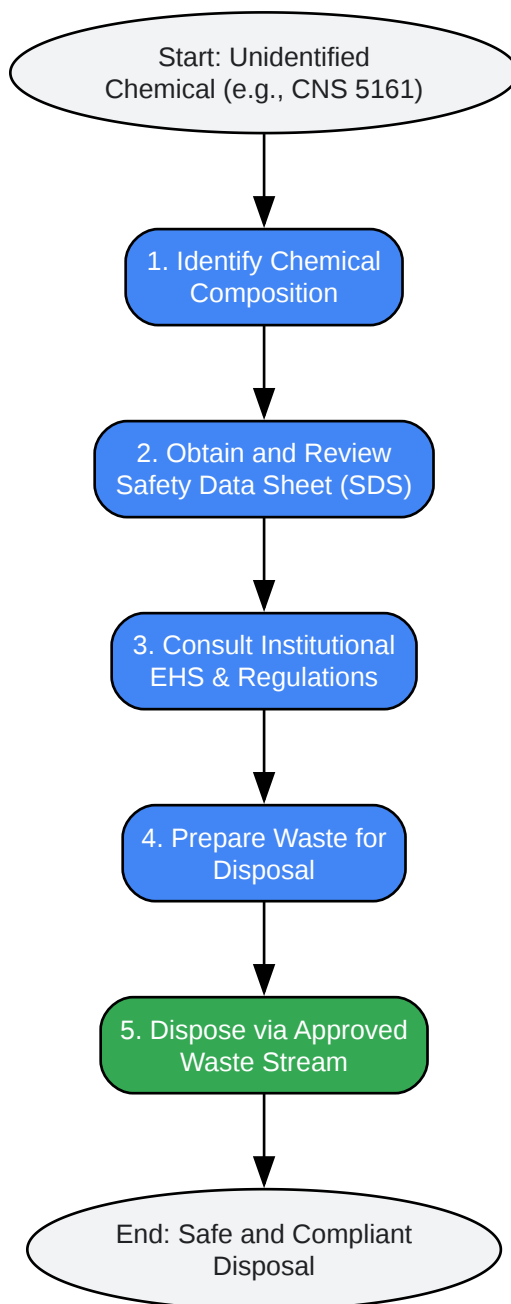 Start: Unidentified
Chemical (e.g., CNS 5161)
1. Identify Chemical
Composition
2. Obtain and Review
Safety Data Sheet (SDS)
3. Consult Institutional
EHS & Regulations
4. Prepare Waste for
Disposal
5. Dispose via Approved
Waste Stream
End: Safe and Compliant
Disposal